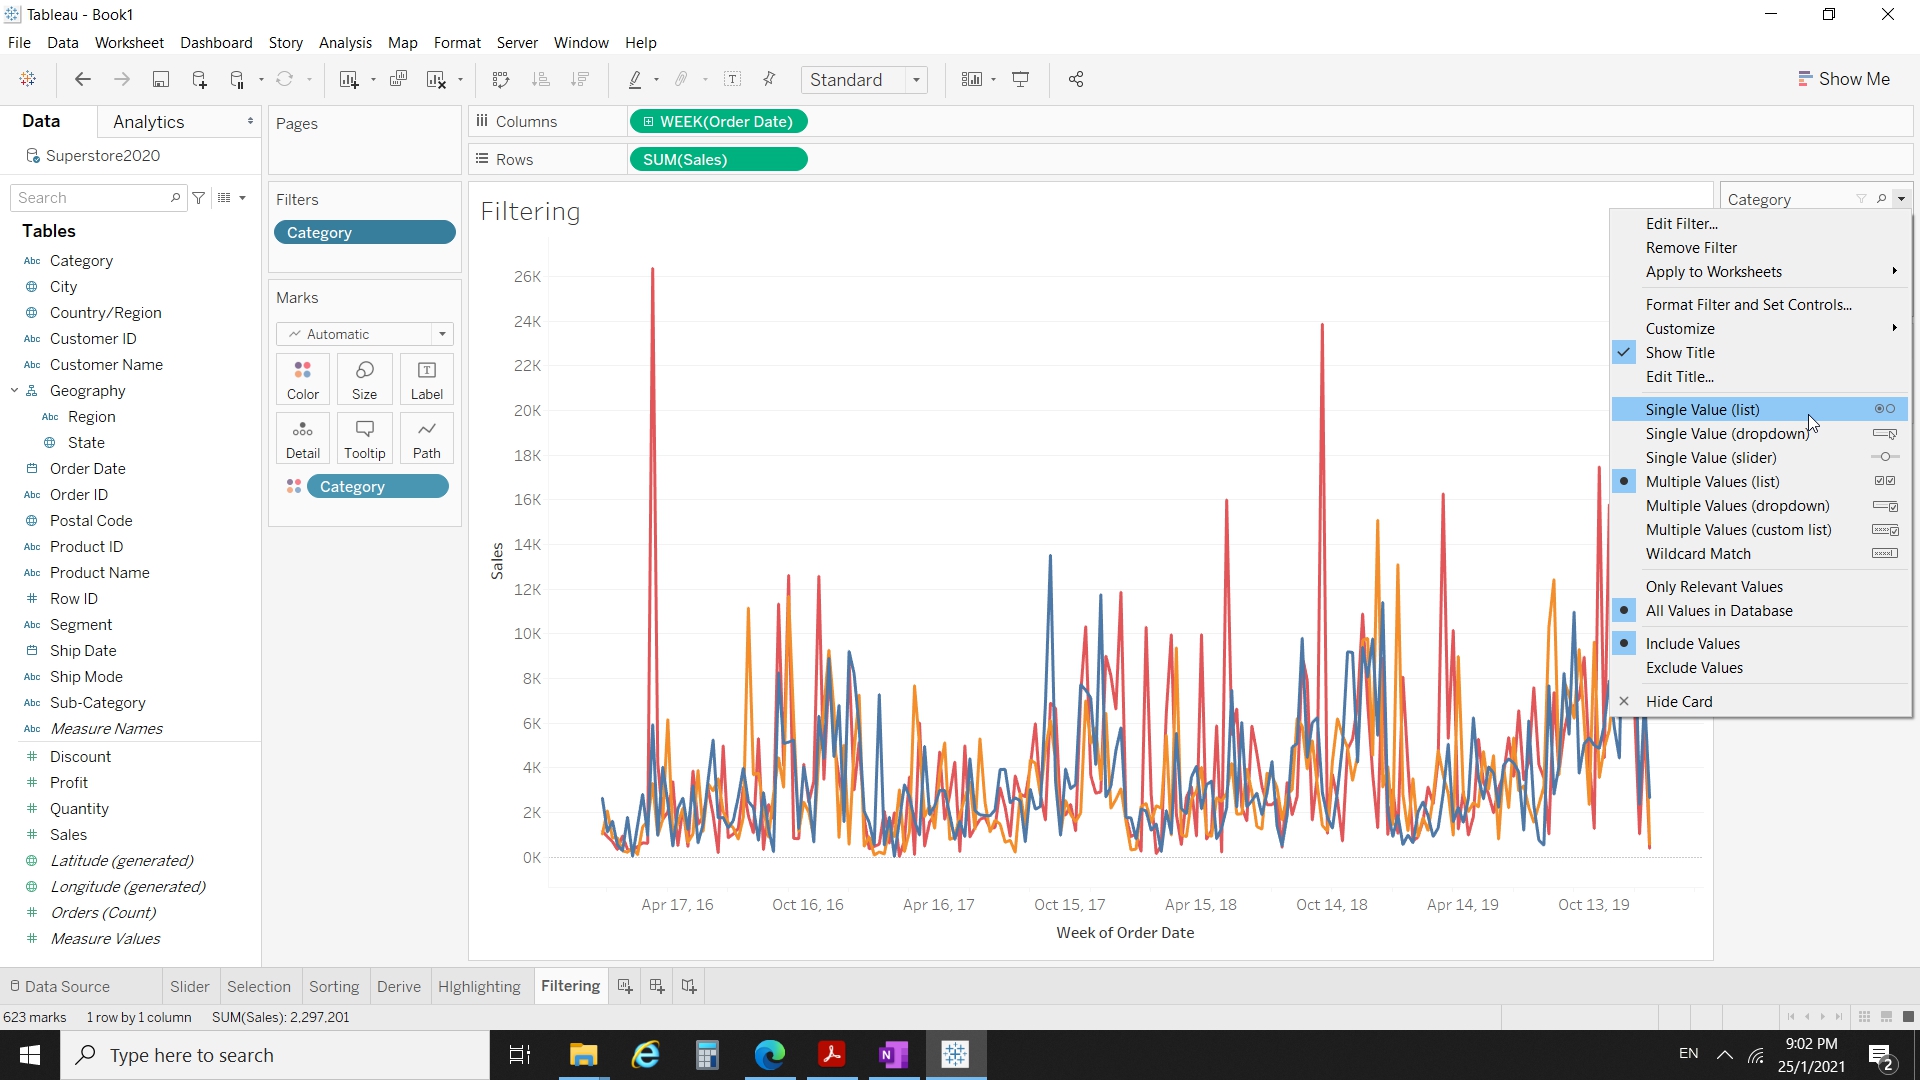 Tableau - Book1
File Data Worksheet Dashboard Story Analysis Map Format Server Window Help
Standard
Show Me
Data Analytics
Superstore2020
Search
Tables
Abc Category
City
Country/Region
Abc Customer ID
Abc Customer Name
Geography
Abc Region
State
Order Date
Abc Order ID
Postal Code
Abc Product ID
Abc Product Name
# Row ID
Abc Segment
Ship Date
Abc Ship Mode
Abc Sub-Category
Abc Measure Names
# Discount
# Profit
# Quantity
# Sales
Latitude (generated)
Longitude (generated)
# Orders (Count)
# Measure Values
Pages
Filters
Category
Marks
Automatic
Color Size Label
Detail Tooltip Path
Category
Columns WEEK(Order Date)
Rows SUM(Sales)
Filtering
26K
24K
22K
20K
18K
16K
14K
12K
10K
8K
6K
4K
2K
0K
Sales
Apr 17, 16 Oct 16, 16 Apr 16, 17 Oct 15, 17 Apr 15, 18 Oct 14, 18 Apr 14, 19 Oct 13, 19
Week of Order Date
Category
Edit Filter...
Remove Filter
Apply to Worksheets
Format Filter and Set Controls...
Customize
Show Title
Edit Title...
Single Value (list)
Single Value (dropdown)
Single Value (slider)
Multiple Values (list)
Multiple Values (dropdown)
Multiple Values (custom list)
Wildcard Match
Only Relevant Values
All Values in Database
Include Values
Exclude Values
Hide Card
Data Source Slider Selection Sorting Derive HIghlighting Filtering
623 marks 1 row by 1 column SUM(Sales): 2,297,201
Type here to search
EN
9:02 PM
25/1/2021
2